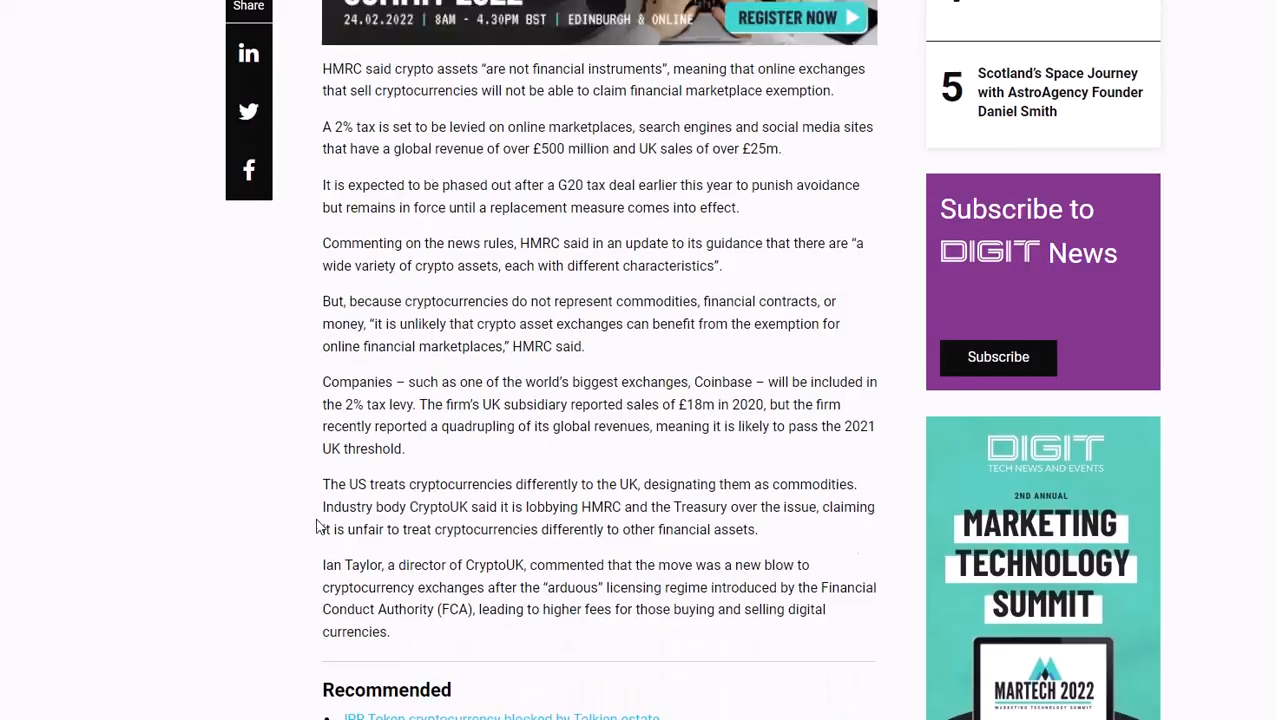 Share
SUMMIT 2022
24.02.2022 | 8AM - 4.30PM BST | EDINBURGH & ONLINE
REGISTER NOW
HMRC said crypto assets “are not financial instruments”, meaning that online exchanges
that sell cryptocurrencies will not be able to claim financial marketplace exemption.
A 2% tax is set to be levied on online marketplaces, search engines and social media sites
that have a global revenue of over £500 million and UK sales of over £25m.
It is expected to be phased out after a G20 tax deal earlier this year to punish avoidance
but remains in force until a replacement measure comes into effect.
Commenting on the news rules, HMRC said in an update to its guidance that there are “a
wide variety of crypto assets, each with different characteristics”.
But, because cryptocurrencies do not represent commodities, financial contracts, or
money, “it is unlikely that crypto asset exchanges can benefit from the exemption for
online financial marketplaces,” HMRC said.
Companies – such as one of the world’s biggest exchanges, Coinbase – will be included in
the 2% tax levy. The firm’s UK subsidiary reported sales of £18m in 2020, but the firm
recently reported a quadrupling of its global revenues, meaning it is likely to pass the 2021
UK threshold.
The US treats cryptocurrencies differently to the UK, designating them as commodities.
Industry body CryptoUK said it is lobbying HMRC and the Treasury over the issue, claiming
it is unfair to treat cryptocurrencies differently to other financial assets.
Ian Taylor, a director of CryptoUK, commented that the move was a new blow to
cryptocurrency exchanges after the “arduous” licensing regime introduced by the Financial
Conduct Authority (FCA), leading to higher fees for those buying and selling digital
currencies.
Recommended
JRR Token cryptocurrency blocked by Tolkien estate
5
Scotland’s Space Journey
with AstroAgency Founder
Daniel Smith
Subscribe to
DIGIT News
Subscribe
DIGIT
TECH NEWS AND EVENTS
2ND ANNUAL
MARKETING
TECHNOLOGY
SUMMIT
MARTECH 2022
MARKETING TECHNOLOGY SUMMIT